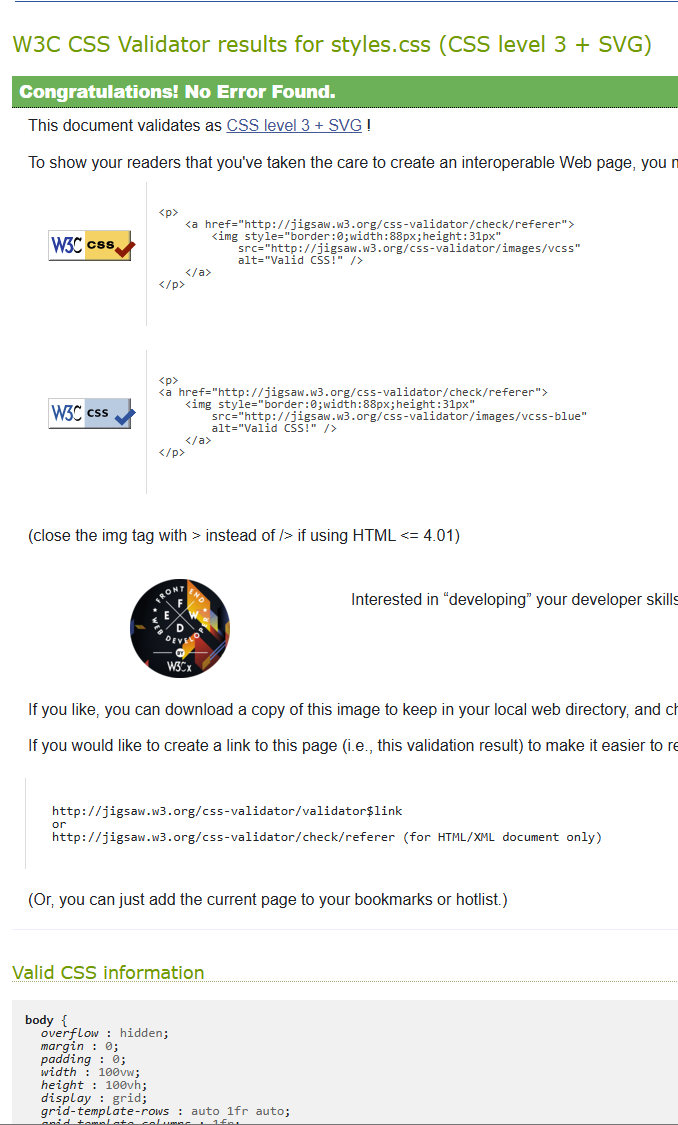 W3C CSS Validator results for styles.css (CSS level 3 + SVG)
Congratulations! No Error Found.
This document validates as CSS level 3 + SVG !
To show your readers that you've taken the care to create an interoperable Web page, you
<p>
<a href="http://jigsaw.w3.org/css-validator/check/referer">
<img style="border:0;width:88px;height:31px"
W3C css
src="http://jigsaw.w3.org/css-validator/images/vcss"
alt="Valid CSS!" />
</a>
</p>
<p>
<a href="http://jigsaw.w3.org/css-validator/check/referer">
<img style="border:0;width:88px;height:31px"
W3C css
src="http://jigsaw.w3.org/css-validator/images/vcss-blue"
alt="Valid CSS!" />
</a>
</p>
(close the img tag with > instead of /> if using HTML <= 4.01)
FRONT END
F E W D
WEB DEVELOPER
BY
W3Cx
Interested in “developing” your developer skills
If you like, you can download a copy of this image to keep in your local web directory, and
If you would like to create a link to this page (i.e., this validation result) to make it easier to
http://jigsaw.w3.org/css-validator/validator$link
or
http://jigsaw.w3.org/css-validator/check/referer (for HTML/XML document only)
(Or, you can just add the current page to your bookmarks or hotlist.)
Valid CSS information
body {
overflow : hidden;
margin : 0;
padding : 0;
width : 100vw;
height : 100vh;
display : grid;
grid-template-rows : auto 1fr auto;
grid-template-columns : 1fr;